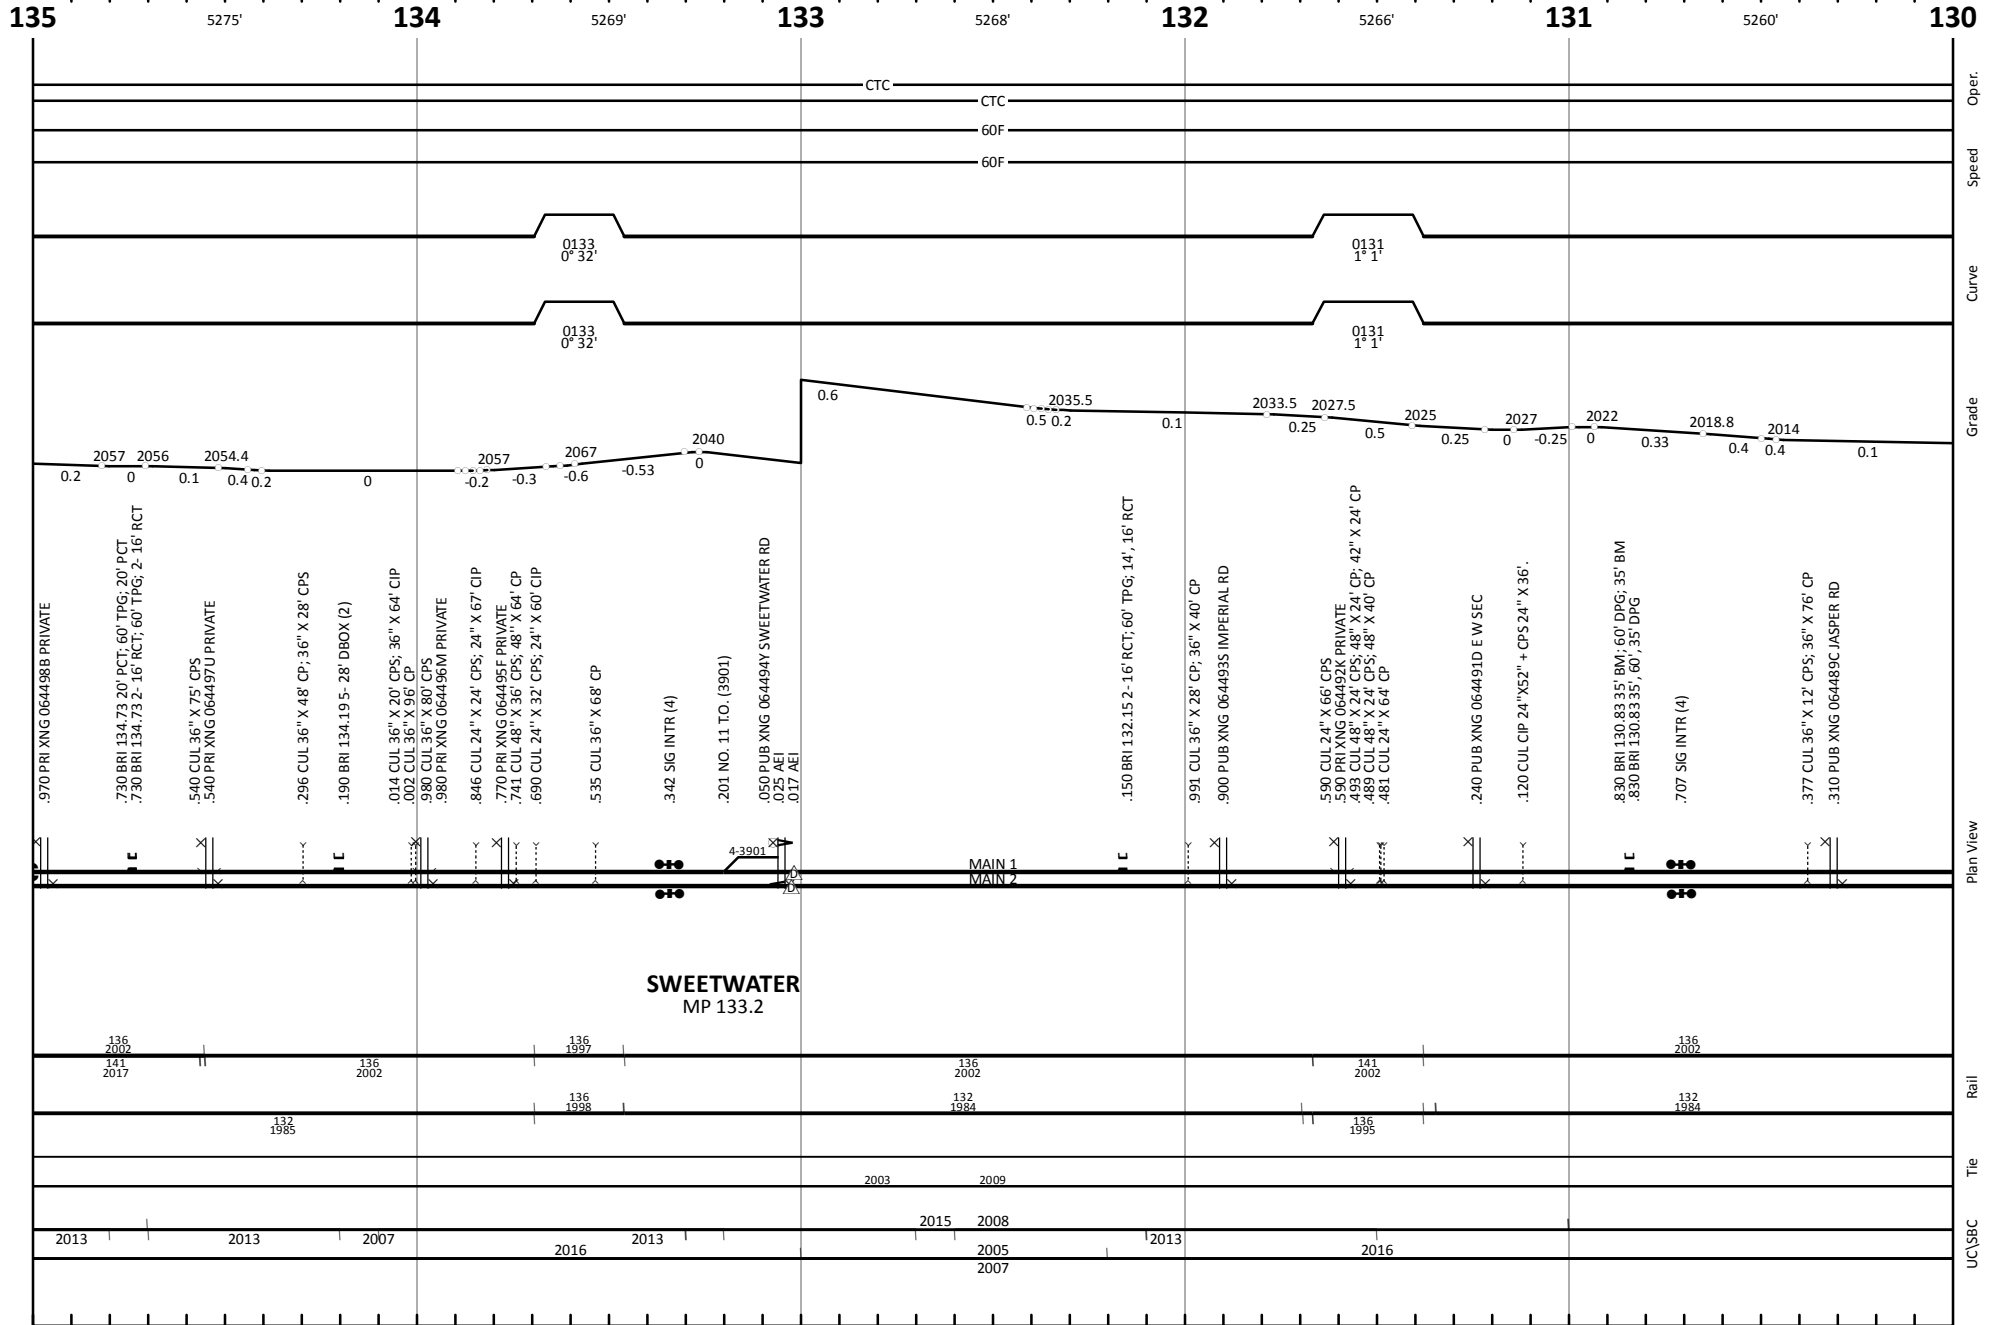 135 5275' 134 5269' 133 5268' 132 5266' 131 5260' 130
CTC
CTC
60F
60F
Oper.
Speed
0133
0° 32'
0131
1° 1'
0133
0° 32'
0131
1° 1'
Curve
2057 2056 2054.4 2057 2067 2040 2035.5 2033.5 2027.5 2025 2027 2022 2018.8 2014
0.2 0 0.1 0.4 0.2 0 -0.2 -0.3 -0.6 -0.53 0 0.6 0.5 0.2 0.1 0.25 0.5 0.25 0 -0.25 0 0.33 0.4 0.4 0.1
Grade
.970 PRI XNG 064498B PRIVATE
.730 BRI 134.73 20' PCT; 60' TPG; 20' PCT
.730 BRI 134.73 2- 16' RCT; 60' TPG; 2- 16' RCT
.540 CUL 36" X 75' CPS
.540 PRI XNG 064497U PRIVATE
.296 CUL 36" X 48' CP; 36" X 28' CPS
.190 BRI 134.19 5- 28' DBOX (2)
.014 CUL 36" X 20' CPS; 36" X 64' CIP
.002 CUL 36" X 96' CP
.980 CUL 36" X 80' CPS
.980 PRI XNG 064496M PRIVATE
.846 CUL 24" X 24' CPS; 24" X 67' CIP
.770 PRI XNG 064495F PRIVATE
.741 CUL 48" X 36' CPS; 48" X 64' CP
.690 CUL 24" X 32' CPS; 24" X 60' CIP
.535 CUL 36" X 68' CP
.342 SIG INTR (4)
.201 NO. 11 T.O. (3901)
.050 PUB XNG 064494Y SWEETWATER RD
.025 AEI
.017 AEI
.150 BRI 132.15 2- 16' RCT; 60' TPG; 14', 16' RCT
.991 CUL 36" X 28' CP; 36" X 40' CP
.900 PUB XNG 064493S IMPERIAL RD
.590 CUL 24" X 66' CPS
.590 PRI XNG 064492K PRIVATE
.493 CUL 48" X 24' CPS; 48" X 24' CP; 42" X 24' CP
.489 CUL 48" X 24' CPS; 48" X 40' CP
.481 CUL 24" X 64' CP
.240 PUB XNG 064491D E W SEC
.120 CUL CIP 24"X52" + CPS 24" X 36'.
.830 BRI 130.83 35' BM; 60' DPG; 35' BM
.830 BRI 130.83 35', 60', 35' DPG
.707 SIG INTR (4)
.377 CUL 36" X 12' CPS; 36" X 76' CP
.310 PUB XNG 064489C JASPER RD
4-3901
D
D
MAIN 1
MAIN 2
Plan View
SWEETWATER
MP 133.2
136 136 136
2002 1997 2002
141 136 136 141
2017 2002 2002 2002
136 132 132
1998 1984 1984
132 136
1985 1995
Rail
2003 2009
Tie
2015 2008
2013 2013 2007 2013 2013
2016 2005 2016
2007
UC\SBC